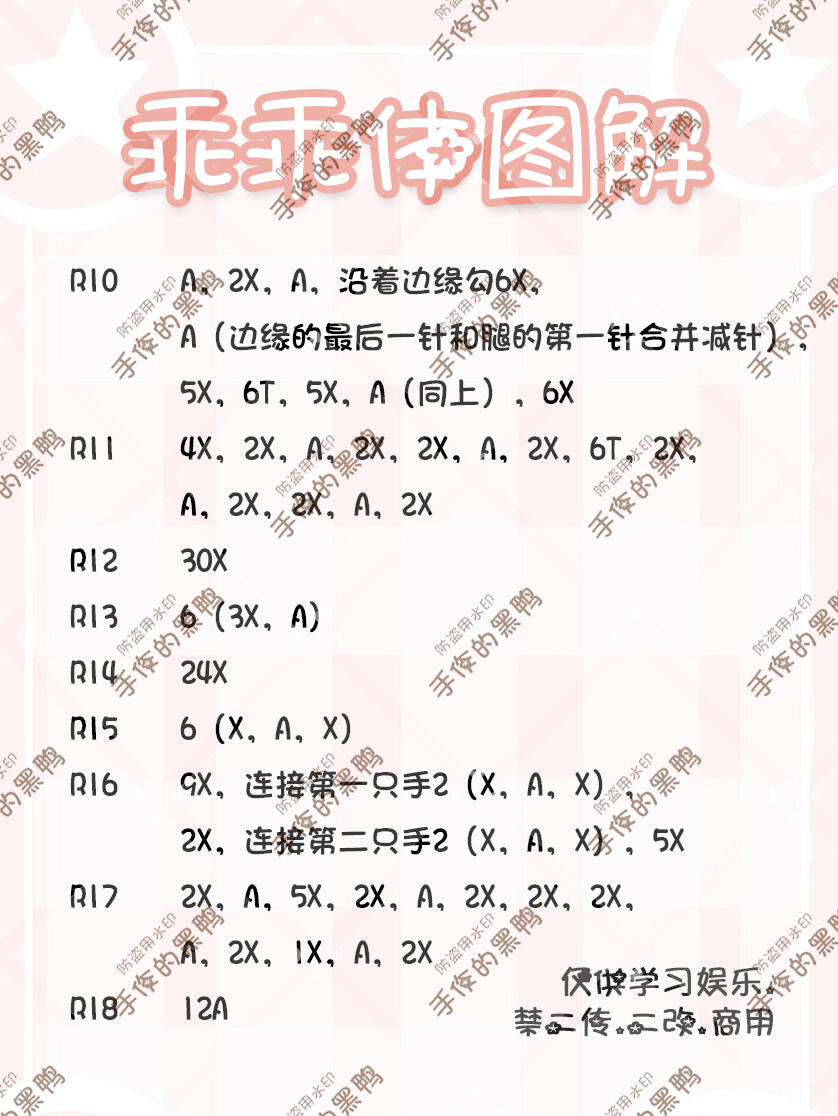 乖乖体图解
R10 A, 2X, A, 沿着边缘勾6X,
A（边缘的最后一针和腿的第一针合并减针）,
5X, 6T, 5X, A（同上）, 6X
R11 4X, 2X, A, 2X, 2X, A, 2X, 6T, 2X,
A, 2X, 2X, A, 2X
R12 30X
R13 6（3X, A）
R14 24X
R15 6（X, A, X）
R16 9X, 连接第一只手2（X, A, X）,
2X, 连接第二只手2（X, A, X）, 5X
R17 2X, A, 5X, 2X, A, 2X, 2X, 2X,
A, 2X, 1X, A, 2X
R18 12A
仅供学习娱乐.
禁二传.二改.商用
防盗用水印
手俊的黑鸭